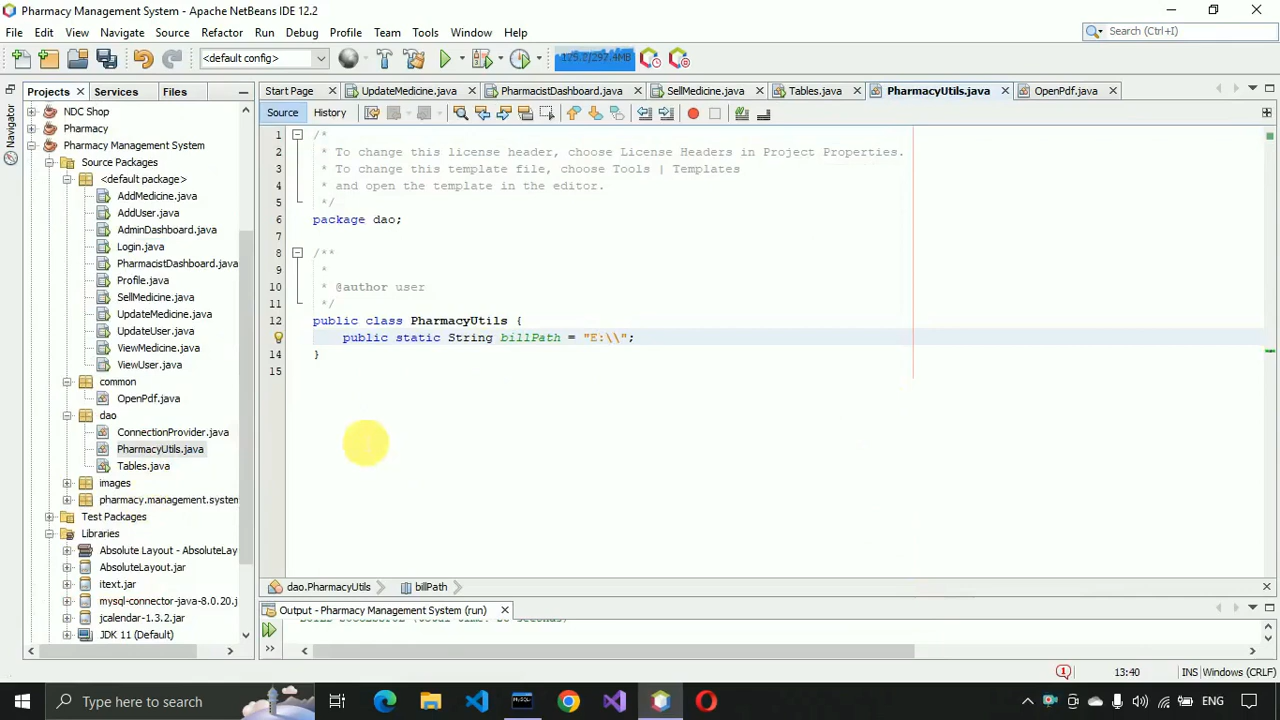 Pharmacy Management System - Apache NetBeans IDE 12.2
File Edit View Navigate Source Refactor Run Debug Profile Team Tools Window Help
Search (Ctrl+I)
<default config>
175.2/297.4MB
Projects Services Files
Start Page UpdateMedicine.java PharmacistDashboard.java SellMedicine.java Tables.java PharmacyUtils.java OpenPdf.java
Source History
Navigator
NDC Shop
Pharmacy
Pharmacy Management System
Source Packages
<default package>
AddMedicine.java
AddUser.java
AdminDashboard.java
Login.java
PharmacistDashboard.java
Profile.java
SellMedicine.java
UpdateMedicine.java
UpdateUser.java
ViewMedicine.java
ViewUser.java
common
OpenPdf.java
dao
ConnectionProvider.java
PharmacyUtils.java
Tables.java
images
pharmacy.management.system
Test Packages
Libraries
Absolute Layout - AbsoluteLay
AbsoluteLayout.jar
itext.jar
mysql-connector-java-8.0.20.j
jcalendar-1.3.2.jar
JDK 11 (Default)
1 /*
2 * To change this license header, choose License Headers in Project Properties.
3 * To change this template file, choose Tools | Templates
4 * and open the template in the editor.
5 */
6 package dao;
7
8 /**
9 *
10 * @author user
11 */
12 public class PharmacyUtils {
public static String billPath = "E:\\";
14 }
15
dao.PharmacyUtils billPath
Output - Pharmacy Management System (run)
1
13:40 INS Windows (CRLF)
Type here to search
MySQL
ENG